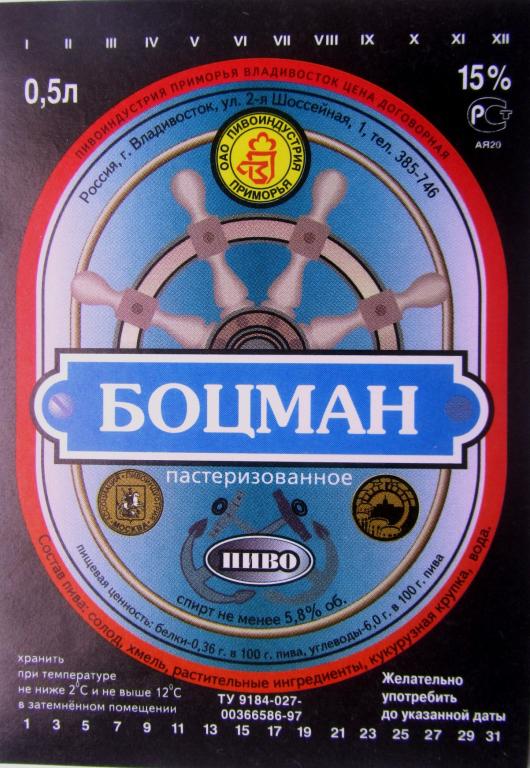 I II III IV V VI VII VIII IX X XI XII
0,5л
15%
АЯ20
ПИВОИНДУСТРИЯ ПРИМОРЬЯ ВЛАДИВОСТОК ЦЕНА ДОГОВОРНАЯ
Россия, г. Владивосток, ул. 2-я Шоссейная, 1, тел. 385-746
ОАО ПИВОИНДУСТРИЯ
ПРИМОРЬЯ
БОЦМАН
пастеризованное
МОСКВА
ПИВО
спирт не менее 5,8% об.
пищевая ценность: белки-0,36 г. в 100 г. пива, углеводы-6,0 г. в 100 г. пива
Состав пива: солод, хмель, растительные ингредиенты, кукурузная крупка, вода.
хранить
при температуре
не ниже 2°С и не выше 12°С
в затемнённом помещении
ТУ 9184-027-
00366586-97
Желательно
употребить
до указанной даты
1 3 5 7 9 11 13 15 17 19 21 23 25 27 29 31